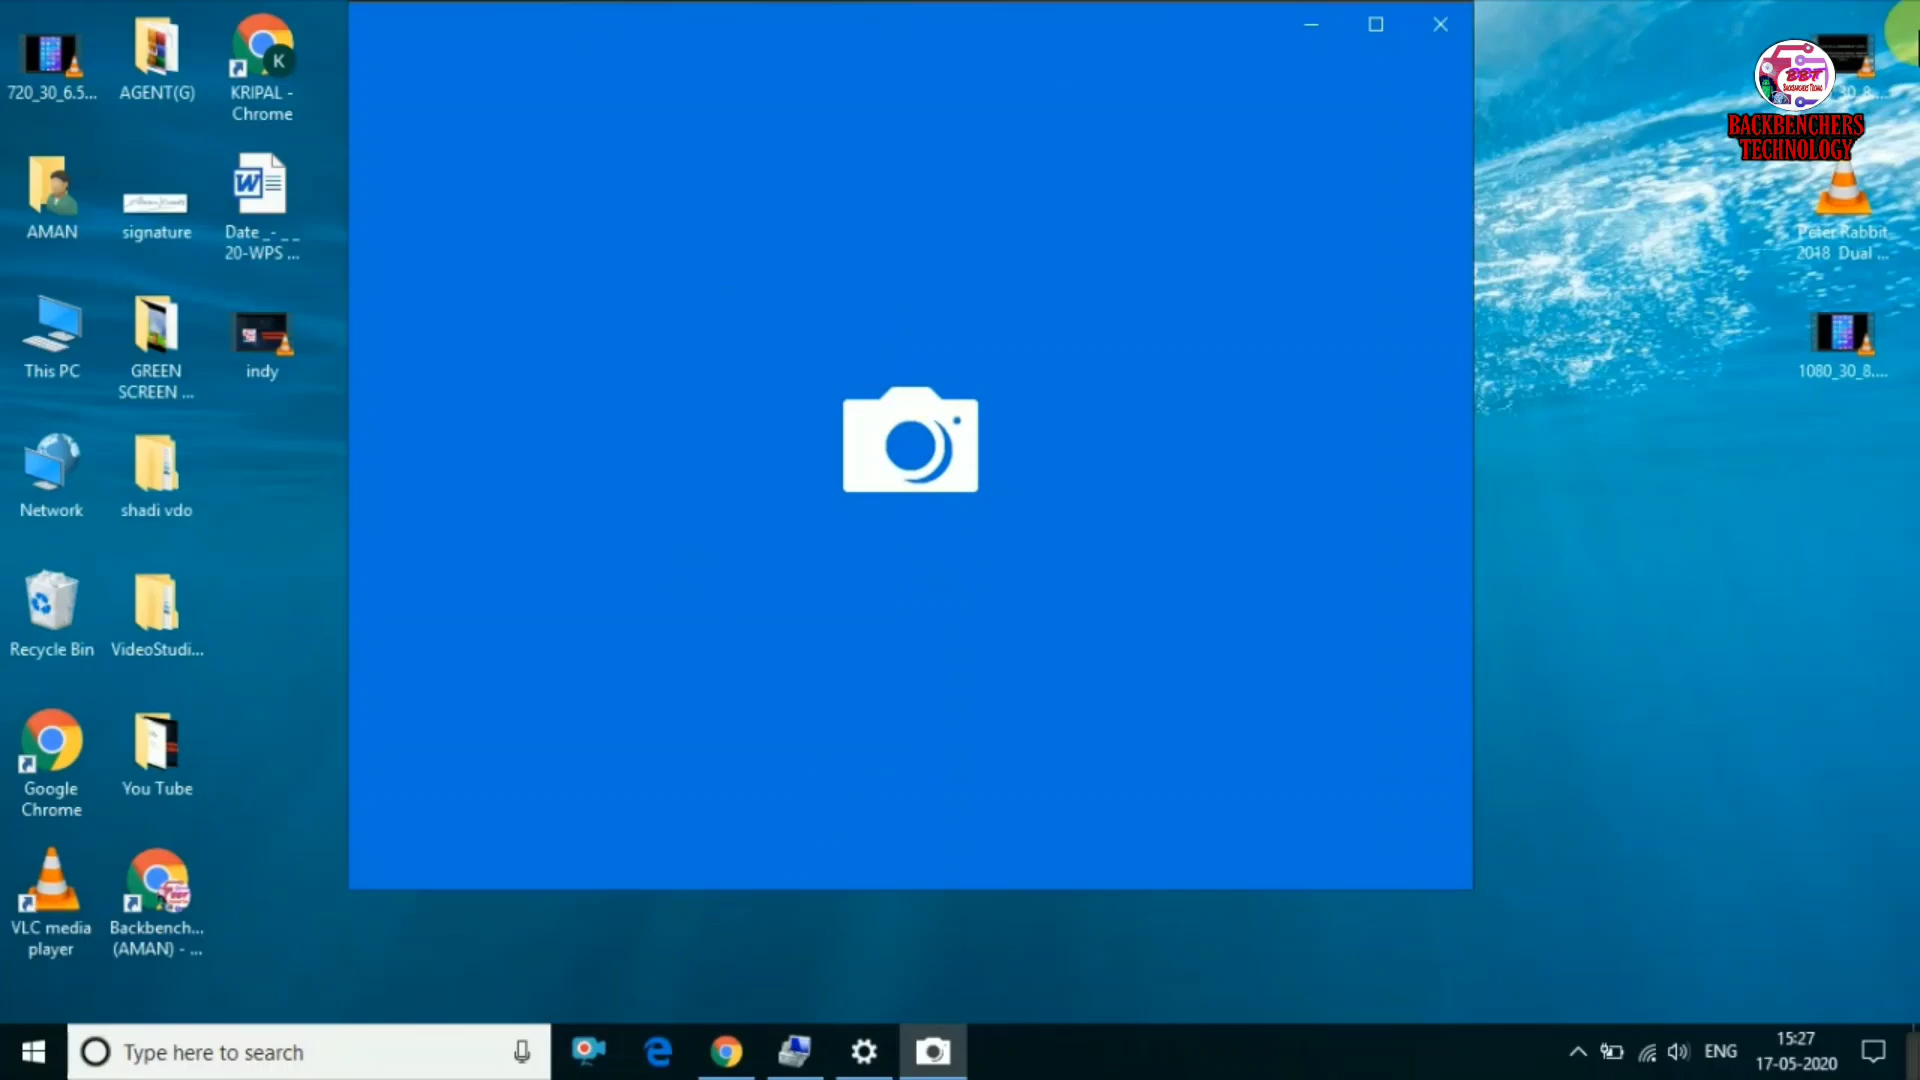 720_30_6.5...
AGENT(G)
KRIPAL -
Chrome
K
AMAN
signature
Date_-_ _
20-WPS ...
W
This PC
GREEN
SCREEN ...
indy
Network
shadi vdo
Recycle Bin
VideoStudi...
Google
Chrome
You Tube
VLC media
player
Backbench...
(AMAN) - ...
BBT
BACKBENCHERS
TECHNOLOGY
Peter Rabbit
2018 Dual ...
1080_30_8....
Type here to search
ENG
15:27
17-05-2020